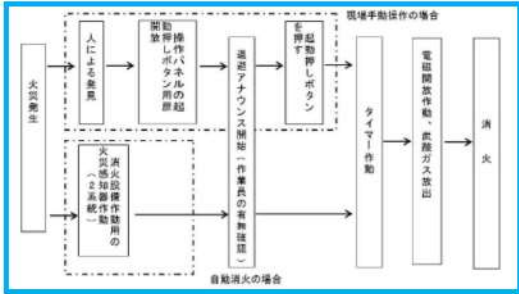 現場手動操作の場合
火災発生
人による発見
操作パネルの起
動押しボタン用扉
開放
退避アナウンス開始(作業員の有無確認)
起動押しボタン
を押す
タイマー作動
電磁開放作動、炭酸ガス放出
消火
消火設備作動用の
火災感知器作動
(2系統)
自動消火の場合